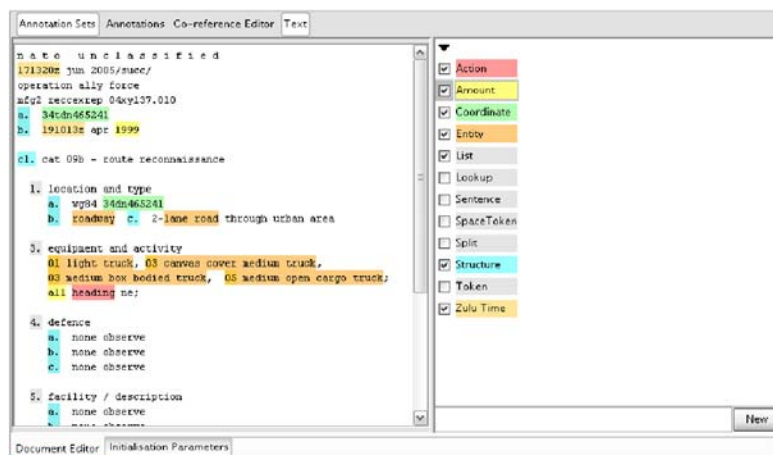 Annotation Sets Annotations Co-reference Editor Text
nato unclassified
171320z jun 2005/succ/
operation ally force
mfg2 reccexrep 04xyl37.010
a. 34tdn465241
b. 191013z apr 1999
cl. cat 09b - route reconnaissance
1. location and type
a. wg84 34dn465241
b. roadway c. 2-lane road through urban area
3. equipment and activity
01 light truck, 03 canvas cover medium truck,
03 medium box bodied truck, 05 medium open cargo truck;
all heading ne;
4. defence
a. none observe
b. none observe
c. none observe
5. facility / description
a. none observe
b. none observe
Action
Amount
Coordinate
Entity
List
Lookup
Sentence
SpaceToken
Split
Structure
Token
Zulu Time
New
Document Editor Initialisation Parameters